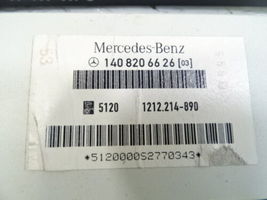 Mercedes-Benz
140 820 66 26 [03]
5120 1212.214-890
*5120000S2770343*